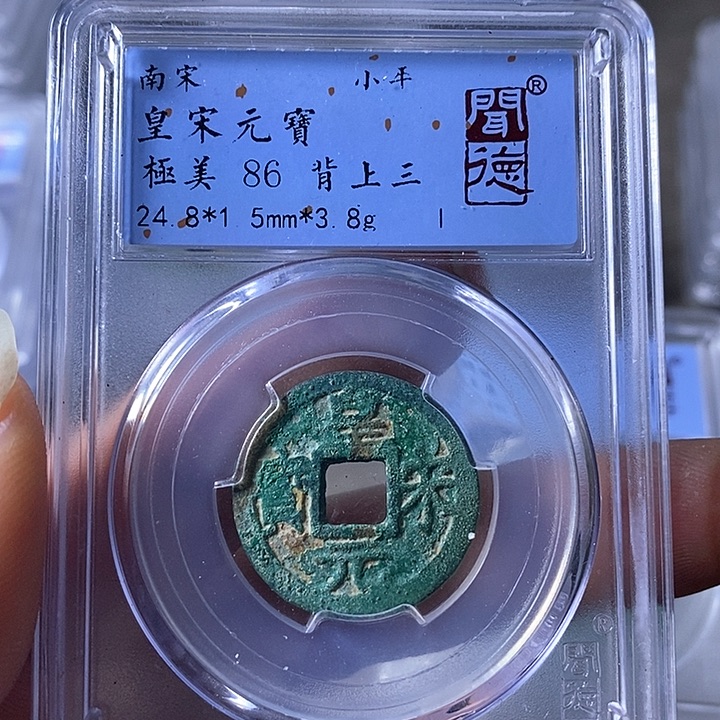 南宋 小平
皇宋元寶
極美 86 背上三
24.8*1.5mm*3.8g
聞德®